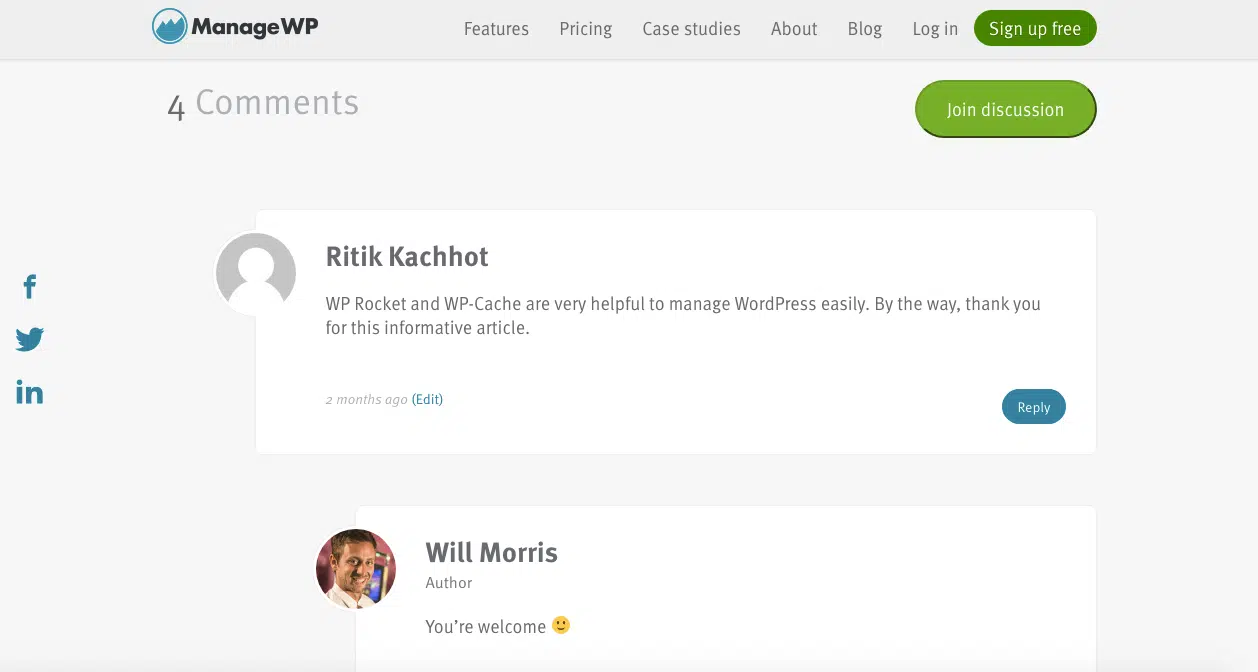 ManageWP Features Pricing Case studies About Blog Log in Sign up free
4 Comments Join discussion
Ritik Kachhot
WP Rocket and WP-Cache are very helpful to manage WordPress easily. By the way, thank you
for this informative article.
2 months ago (Edit) Reply
Will Morris
Author
You’re welcome 🙂